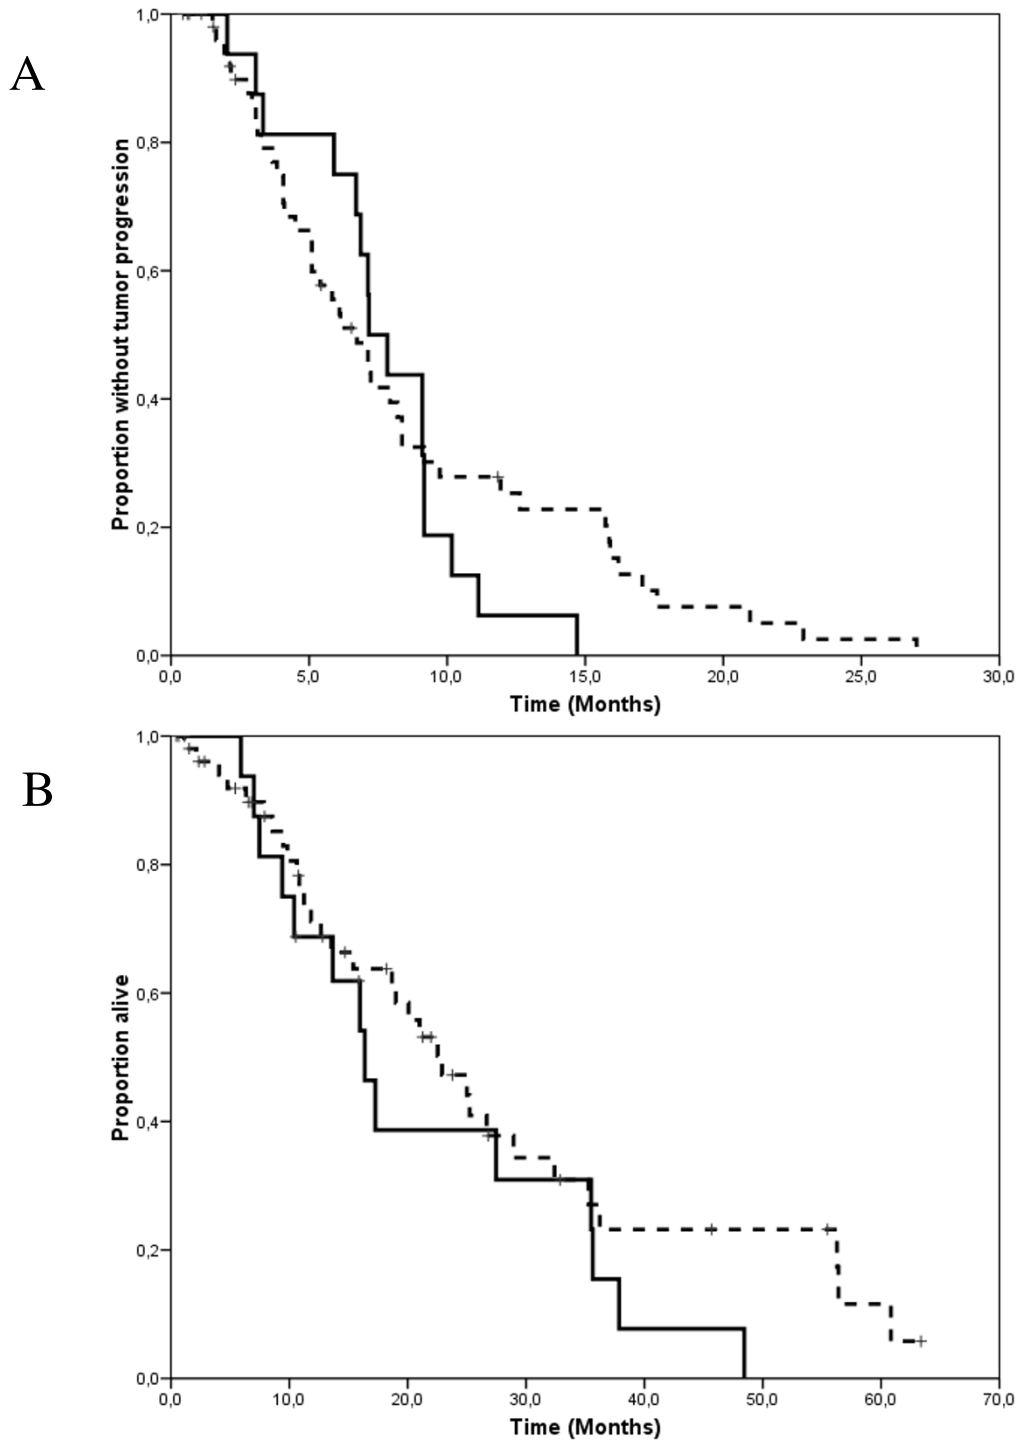 A
Proportion without tumor progression
1,0
0,8
0,6
0,4
0,2
0,0
0,0 5,0 10,0 15,0 20,0 25,0 30,0
Time (Months)
B
Proportion alive
1,0
0,8
0,6
0,4
0,2
0,0
0,0 10,0 20,0 30,0 40,0 50,0 60,0 70,0
Time (Months)